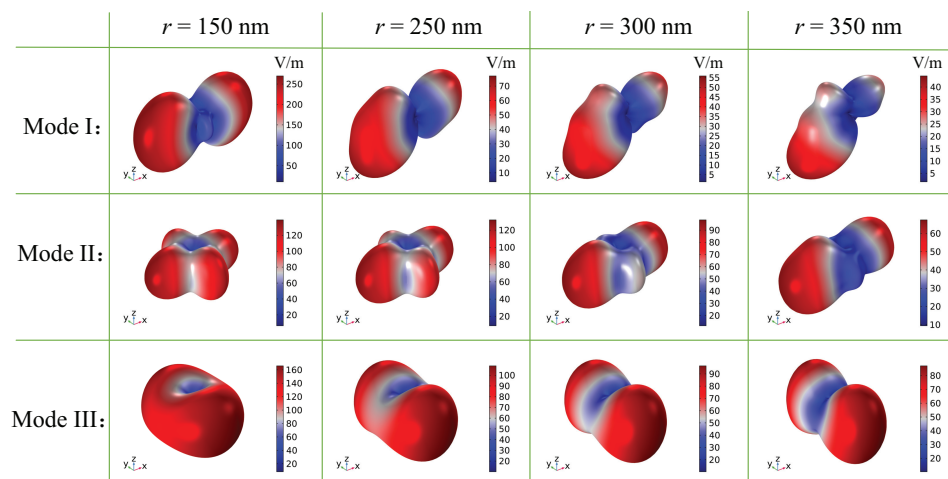 r = 150 nm r = 250 nm r = 300 nm r = 350 nm
Mode I:
V/m 250 200 150 100 50 y z x
V/m 70 60 50 40 30 20 10 y z x
V/m 55 50 45 40 35 30 25 20 15 10 5 y z x
V/m 40 35 30 25 20 15 10 5 y z x
Mode II:
120 100 80 60 40 20 y z x
120 100 80 60 40 20 y z x
90 80 70 60 50 40 30 20 y z x
60 50 40 30 20 10 y z x
Mode III:
160 140 120 100 80 60 40 20 y z x
100 90 80 70 60 50 40 30 20 y z x
90 80 70 60 50 40 30 20 y z x
80 70 60 50 40 30 20 y z x